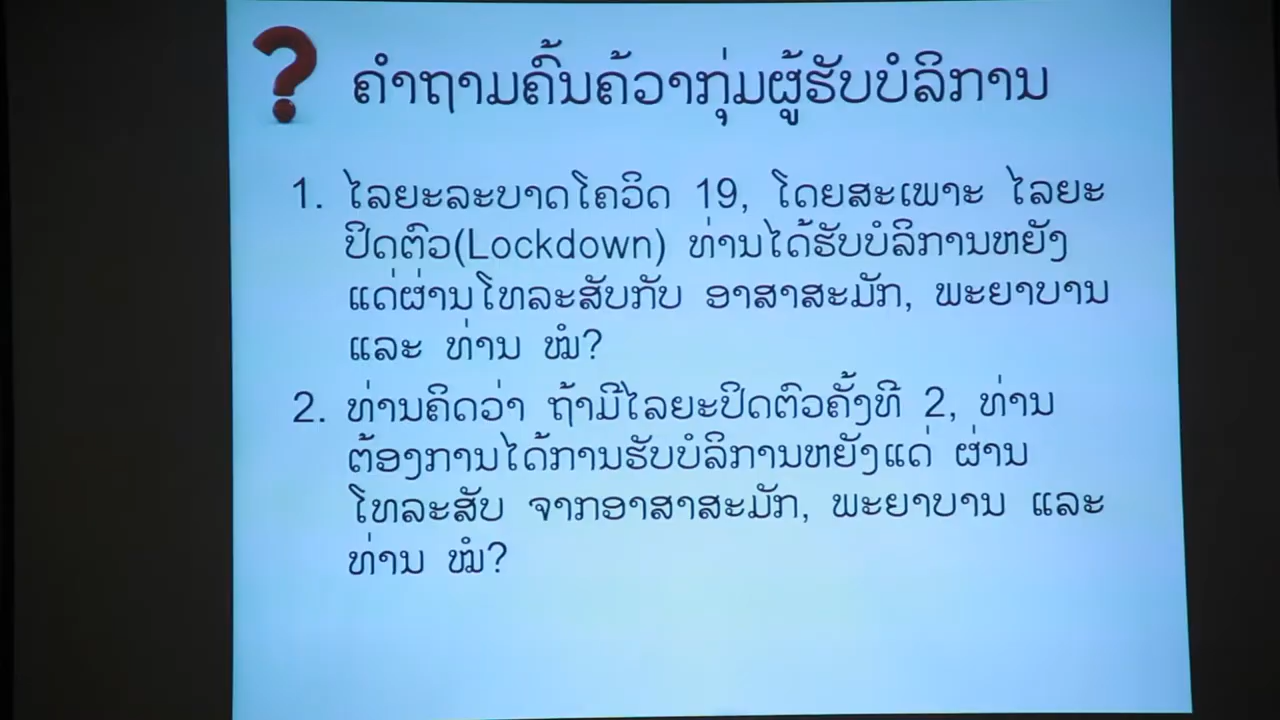 ຄຳຖາມຄົ້ນຄ້ວາກຸ່ມຜູ້ຮັບບໍລິການ
1. ໄລຍະລະບາດໂຄວິດ 19, ໂດຍສະເພາະ ໄລຍະ
ປິດຕົວ(Lockdown) ທ່ານໄດ້ຮັບບໍລິການຫຍັງ
ແດ່ຜ່ານໂທລະສັບກັບ ອາສາສະມັກ, ພະຍາບານ
ແລະ ທ່ານ ໝໍ?
2. ທ່ານຄິດວ່າ ຖ້າມີໄລຍະປິດຕົວຄັ້ງທີ 2, ທ່ານ
ຕ້ອງການໄດ້ການຮັບບໍລິການຫຍັງແດ່ ຜ່ານ
ໂທລະສັບ ຈາກອາສາສະມັກ, ພະຍາບານ ແລະ
ທ່ານ ໝໍ?